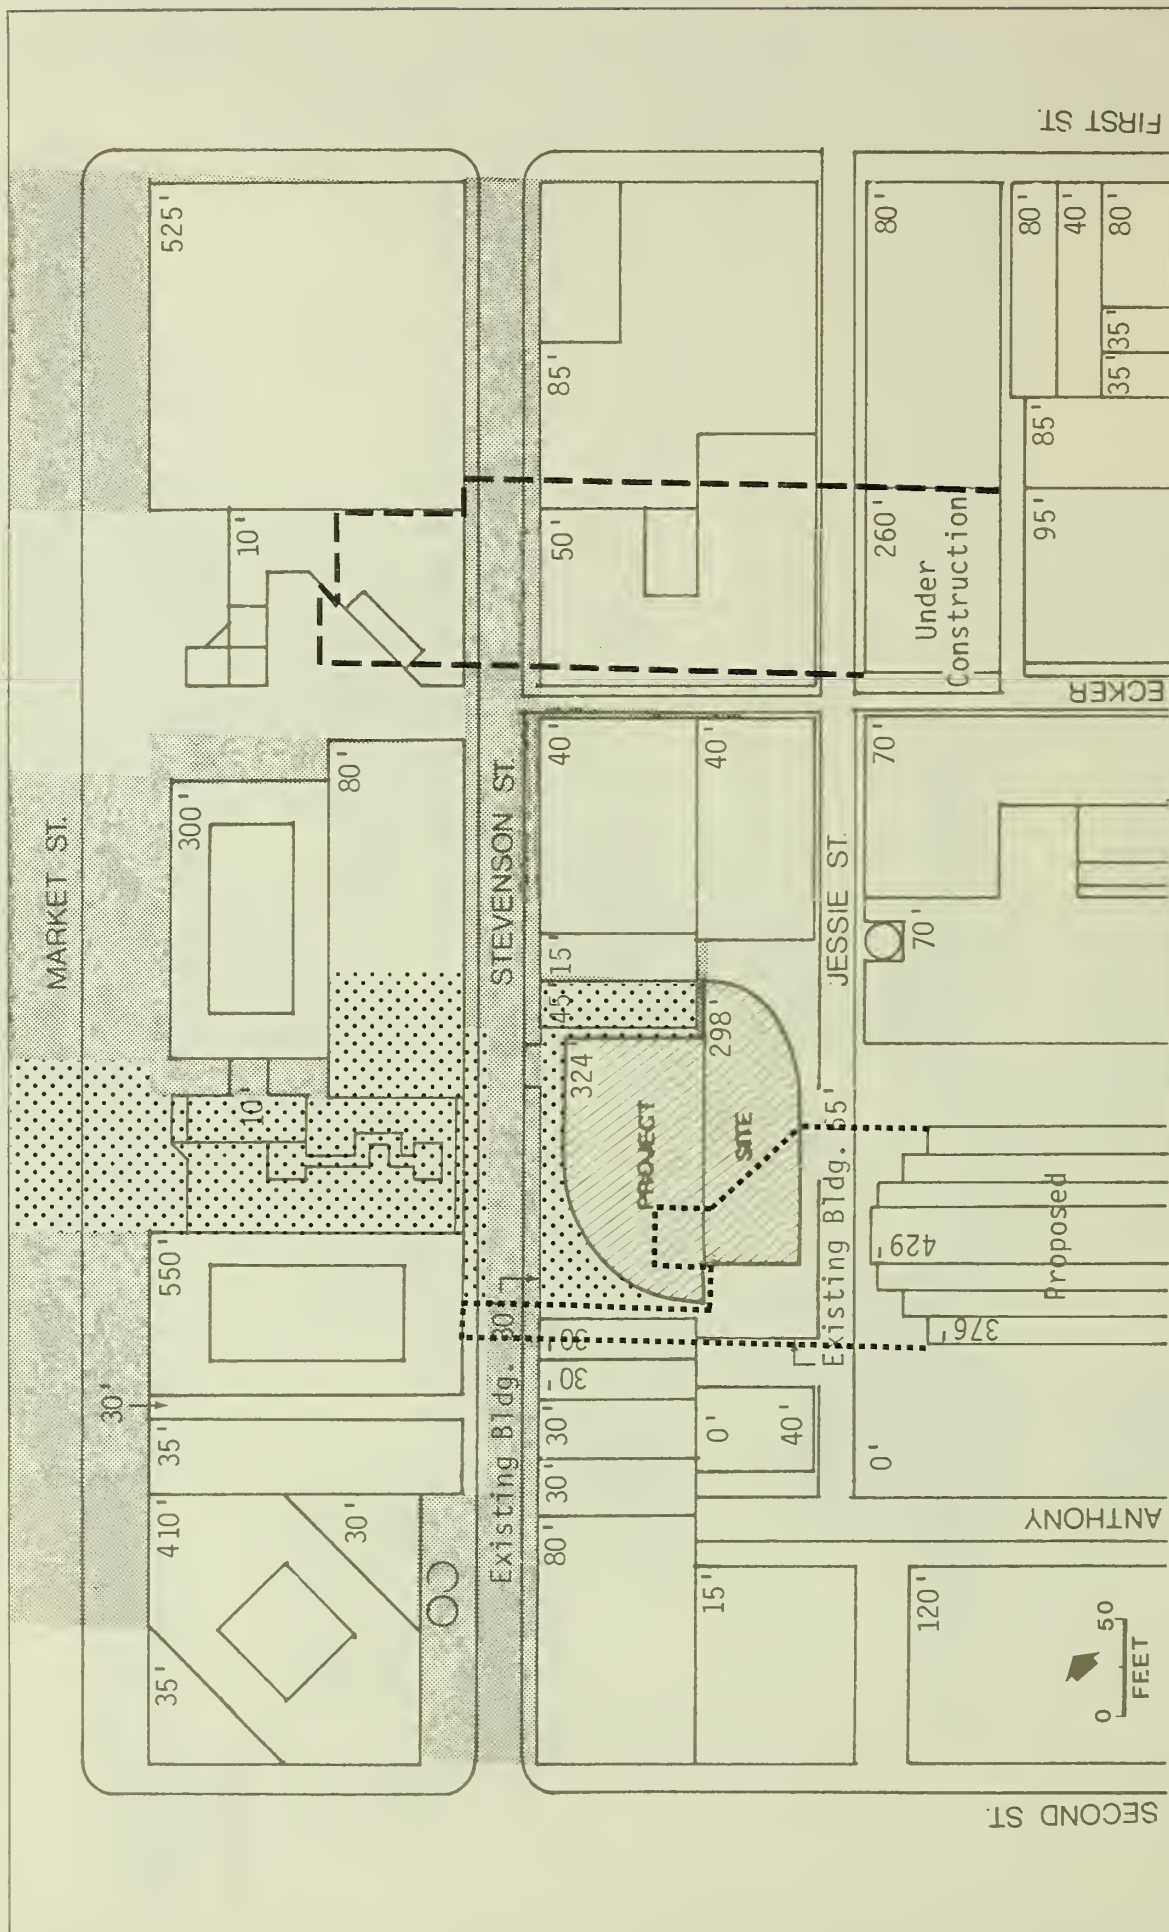 MARKET ST.
STEVENSON ST.
JESSIE ST.
FIRST ST.
ECKER
ANTHONY
SECOND ST.
35'
410'
30'
35'
30'
550'
10'
300'
80'
10'
525'
80'
30'
30'
30'
30'
Existing Bldg. 30'
324'
PROJECT
45'
15'
40'
50'
85'
15'
0'
40'
298'
SITE
40'
Existing Bldg.
120'
0'
376'
429'
Proposed
70'
70'
260'
Under
Construction
80'
95'
85'
80'
40'
80'
35'
35'
0 50
FEET